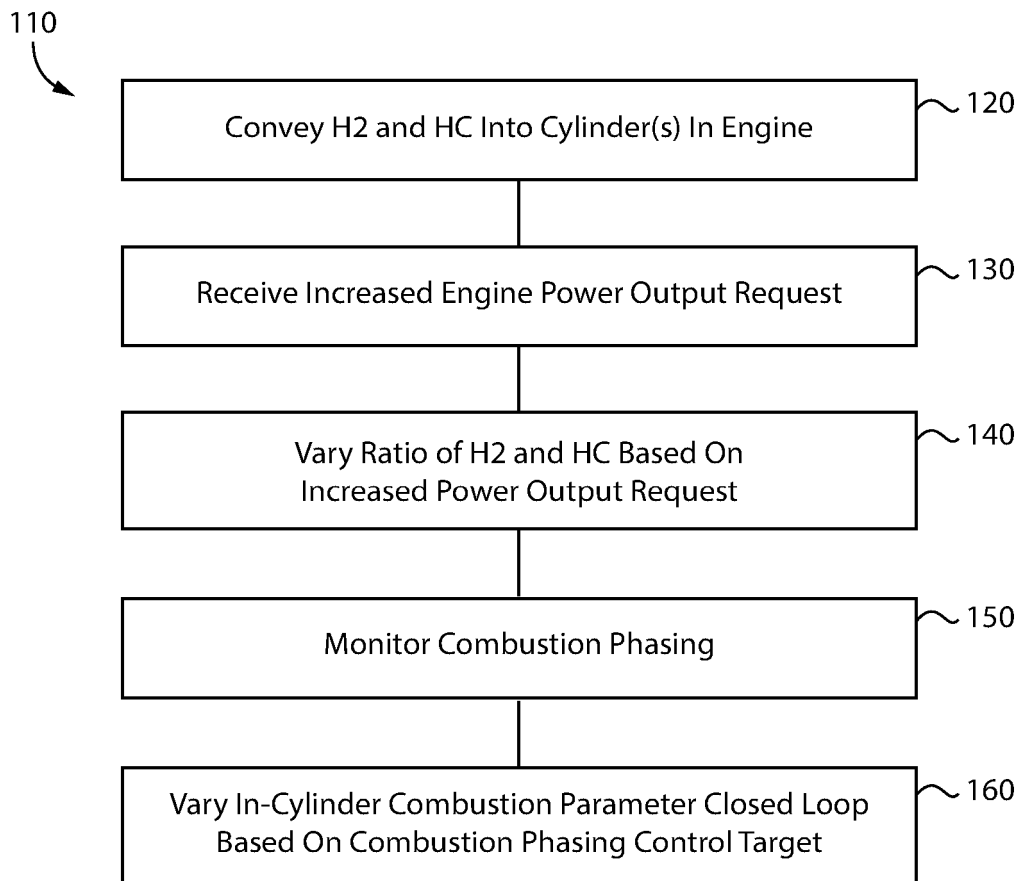 110
Convey H2 and HC Into Cylinder(s) In Engine
120
Receive Increased Engine Power Output Request
130
Vary Ratio of H2 and HC Based On
Increased Power Output Request
140
Monitor Combustion Phasing
150
Vary In-Cylinder Combustion Parameter Closed Loop
Based On Combustion Phasing Control Target
160